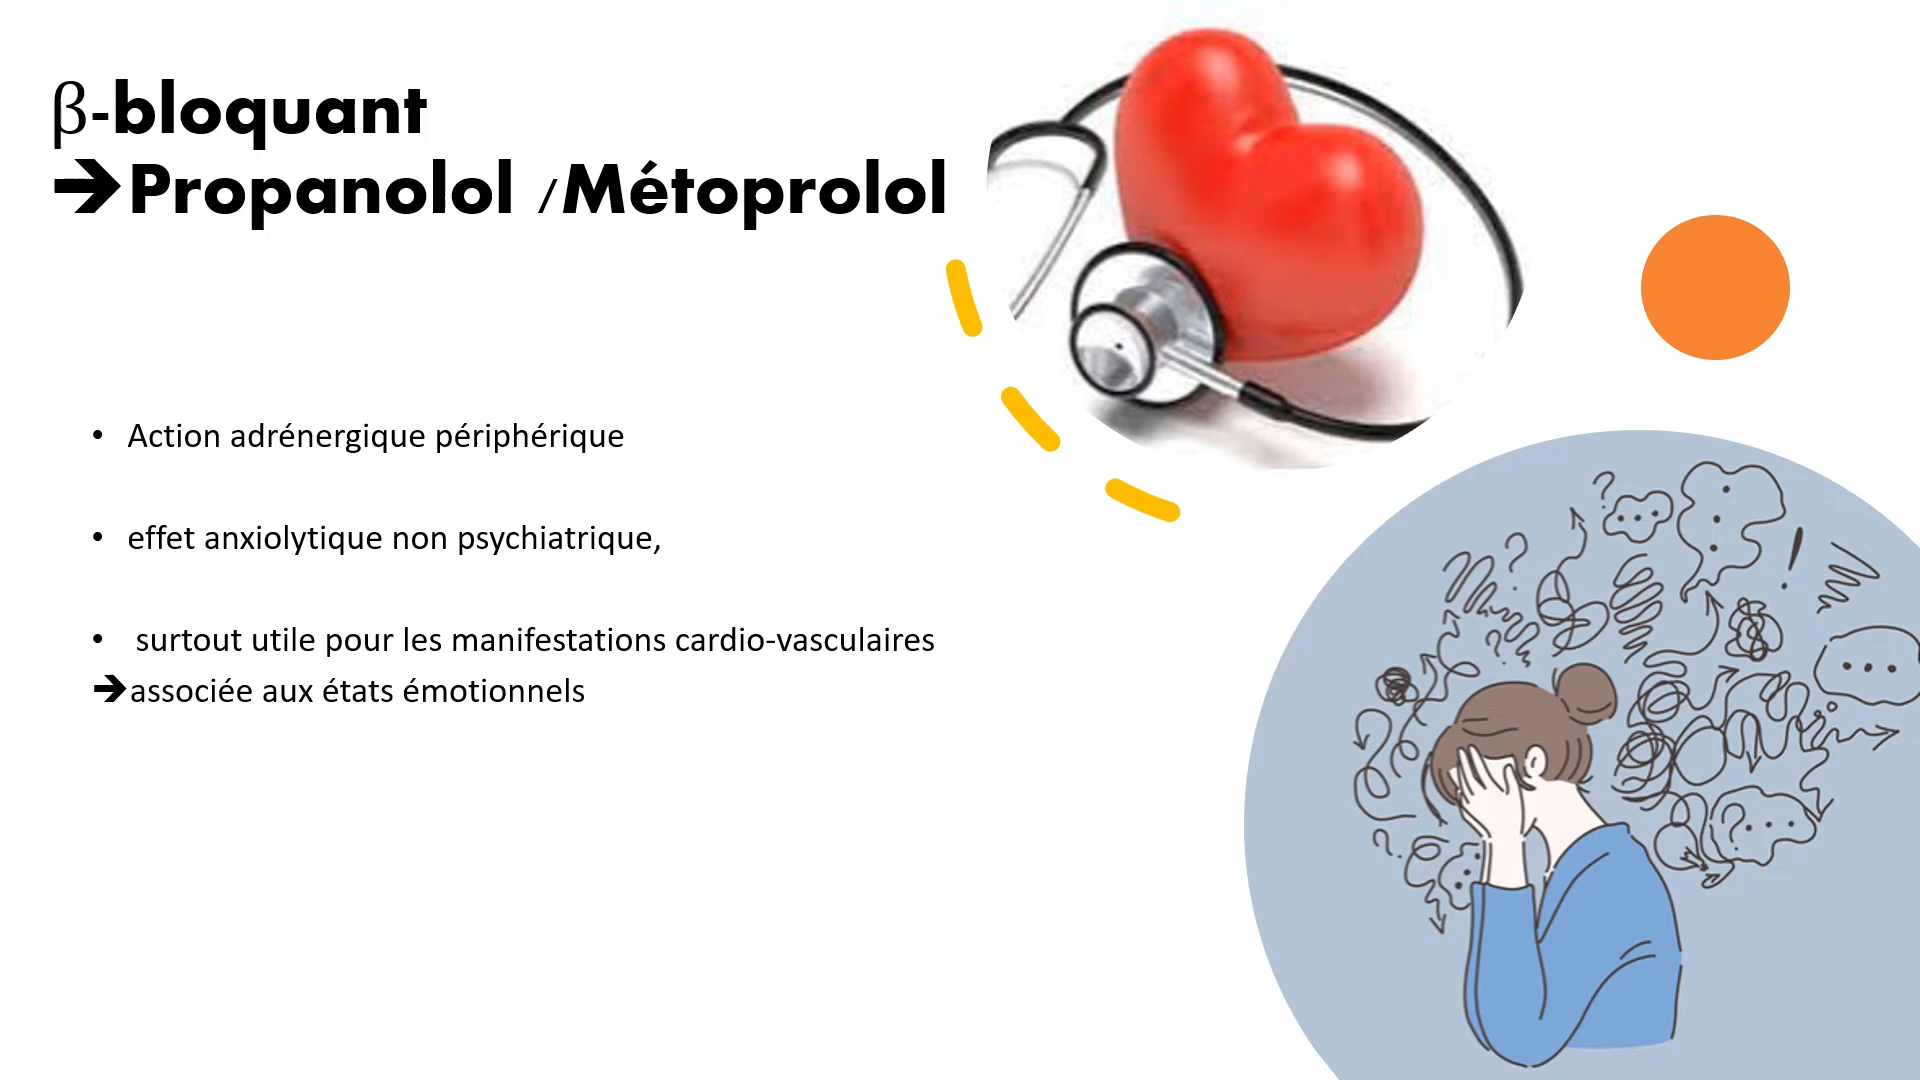 β-bloquant
➔Propanolol /Métoprolol
• Action adrénergique périphérique
• effet anxiolytique non psychiatrique,
• surtout utile pour les manifestations cardio-vasculaires
➔associée aux états émotionnels